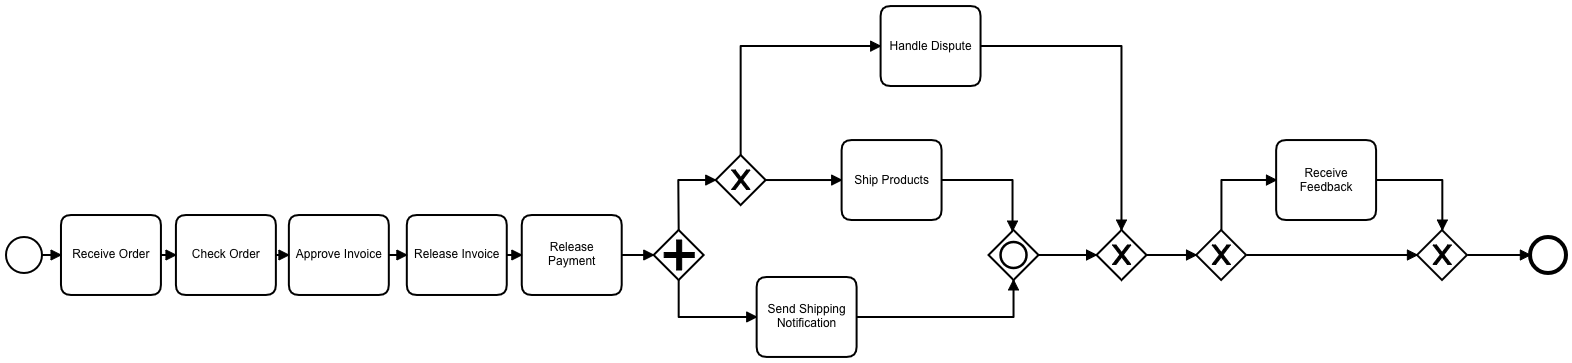 Handle Dispute
Ship Products
Receive
Feedback
Receive Order
Check Order
Approve Invoice
Release Invoice
Release
Payment
Send Shipping
Notification